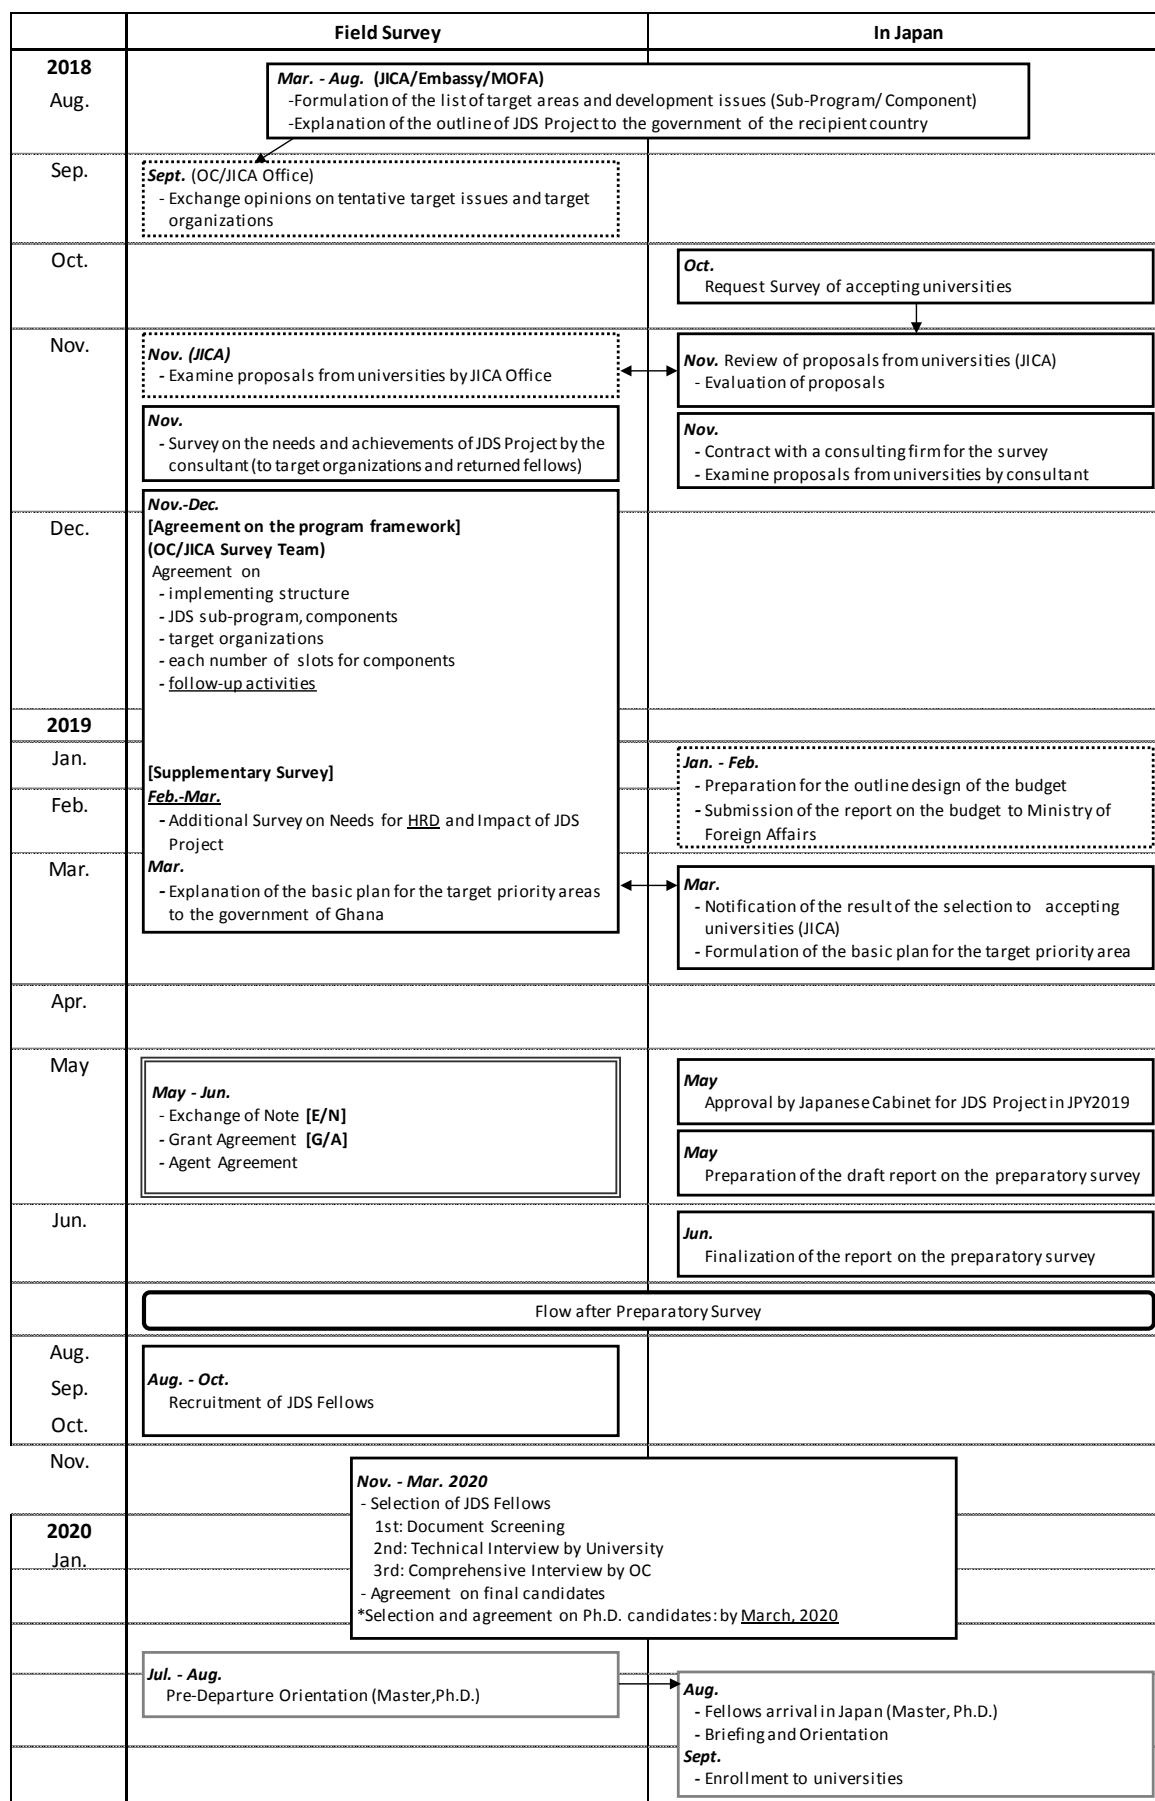 Field Survey
In Japan
2018
Aug.
Mar. - Aug. (JICA/Embassy/MOFA)
-Formulation of the list of target areas and development issues (Sub-Program/ Component)
-Explanation of the outline of JDS Project to the government of the recipient country
Sep.
Sept. (OC/JICA Office)
- Exchange opinions on tentative target issues and target
organizations
Oct.
Oct.
Request Survey of accepting universities
Nov.
Nov. (JICA)
- Examine proposals from universities by JICA Office
Nov. Review of proposals from universities (JICA)
- Evaluation of proposals
Nov.
- Survey on the needs and achievements of JDS Project by the
consultant (to target organizations and returned fellows)
Nov.
- Contract with a consulting firm for the survey
- Examine proposals from universities by consultant
Dec.
Nov.-Dec.
[Agreement on the program framework]
(OC/JICA Survey Team)
Agreement on
- implementing structure
- JDS sub-program, components
- target organizations
- each number of slots for components
- follow-up activities
2019
Jan.
Feb.
[Supplementary Survey]
Feb.-Mar.
- Additional Survey on Needs for HRD and Impact of JDS
Project
Jan. - Feb.
- Preparation for the outline design of the budget
- Submission of the report on the budget to Ministry of
Foreign Affairs
Mar.
Mar.
- Explanation of the basic plan for the target priority areas
to the government of Ghana
Mar.
- Notification of the result of the selection to accepting
universities (JICA)
- Formulation of the basic plan for the target priority area
Apr.
May
May - Jun.
- Exchange of Note [E/N]
- Grant Agreement [G/A]
- Agent Agreement
May
Approval by Japanese Cabinet for JDS Project in JPY2019
May
Preparation of the draft report on the preparatory survey
Jun.
Jun.
Finalization of the report on the preparatory survey
Flow after Preparatory Survey
Aug.
Sep.
Oct.
Aug. - Oct.
Recruitment of JDS Fellows
Nov.
Nov. - Mar. 2020
- Selection of JDS Fellows
1st: Document Screening
2nd: Technical Interview by University
3rd: Comprehensive Interview by OC
- Agreement on final candidates
*Selection and agreement on Ph.D. candidates: by March, 2020
2020
Jan.
Jul. - Aug.
Pre-Departure Orientation (Master,Ph.D.)
Aug.
- Fellows arrival in Japan (Master, Ph.D.)
- Briefing and Orientation
Sept.
- Enrollment to universities